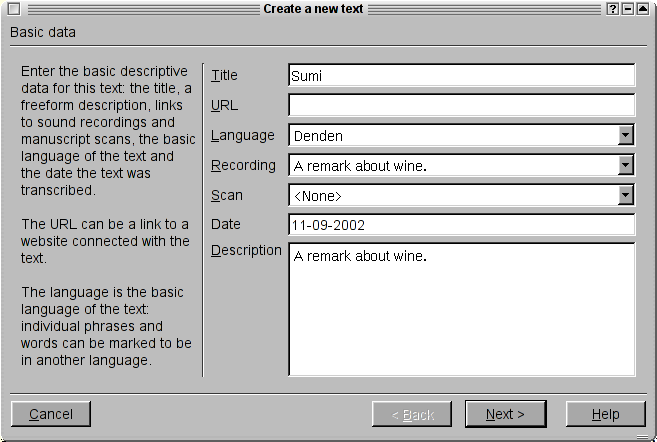 Create a new text
Basic data
Enter the basic descriptive
data for this text: the title, a
freeform description, links
to sound recordings and
manuscript scans, the basic
language of the text and
the date the text was
transcribed.
The URL can be a link to a
website connected with the
text.
The language is the basic
language of the text:
individual phrases and
words can be marked to be
in another language.
Title Sumi
URL
Language Denden
Recording A remark about wine.
Scan <None>
Date 11-09-2002
Description A remark about wine.
Cancel < Back Next > Help